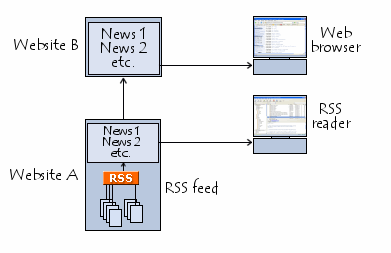 Website B
News 1
News 2
etc.
Web
browser
News 1
News 2
etc.
RSS
reader
Website A
RSS
RSS feed